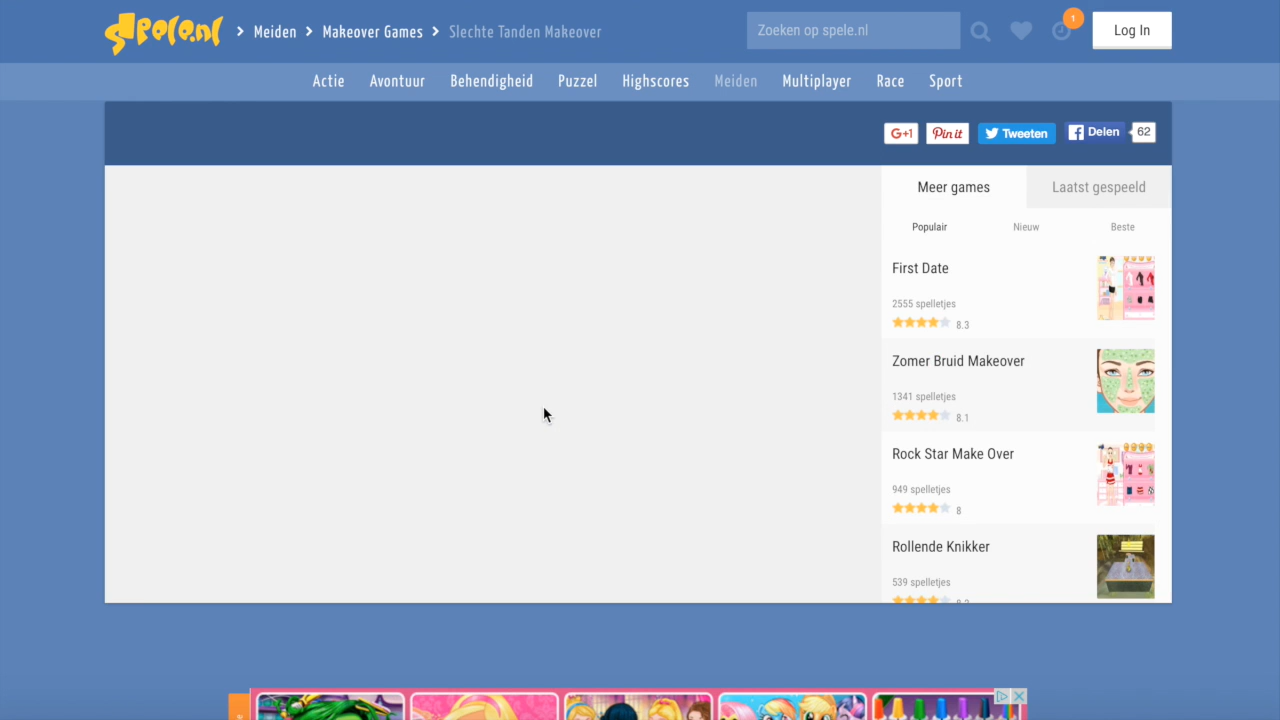 spele.nl
Meiden
Makeover Games
Slechte Tanden Makeover
Zoeken op spele.nl
1
Log In
Actie
Avontuur
Behendigheid
Puzzel
Highscores
Meiden
Multiplayer
Race
Sport
G+1
Pin it
Tweeten
Delen
62
Meer games
Laatst gespeeld
Populair
Nieuw
Beste
First Date
2555 spelletjes
8.3
Zomer Bruid Makeover
1341 spelletjes
8.1
Rock Star Make Over
949 spelletjes
8
Rollende Knikker
539 spelletjes